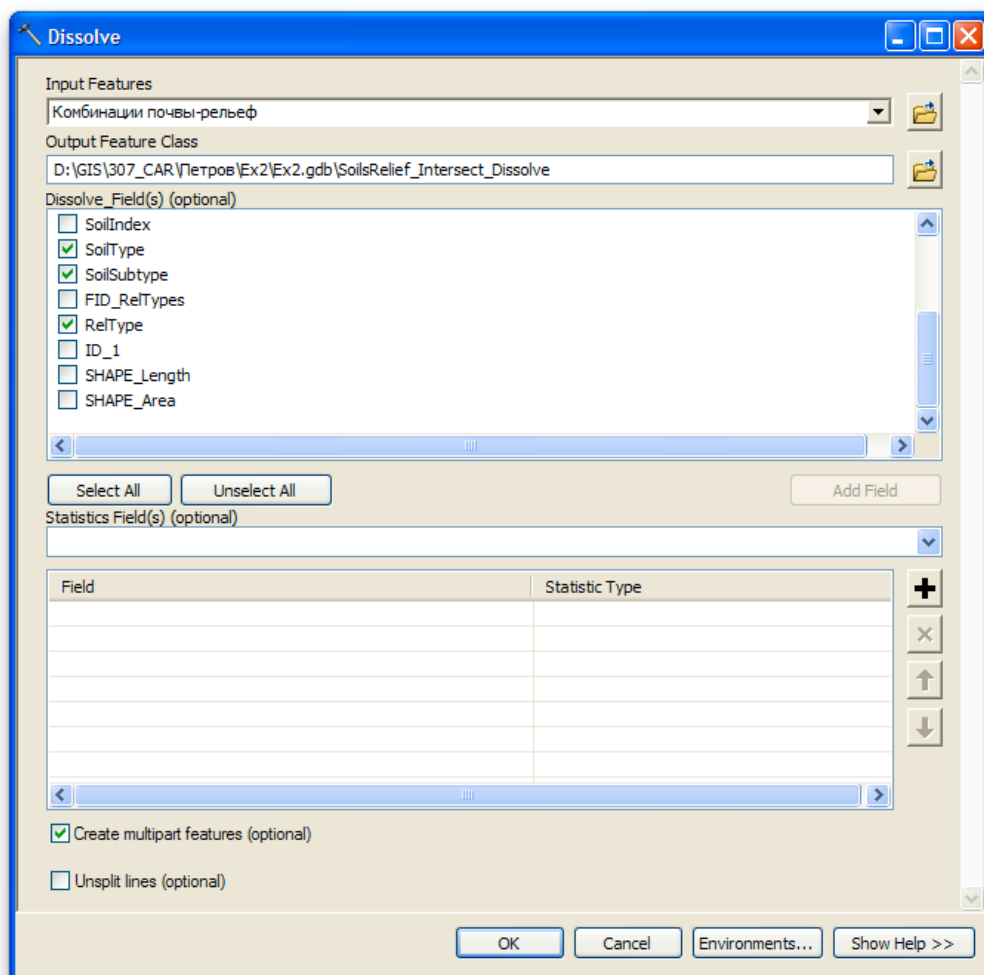 Dissolve
Input Features
Комбинации почвы-рельеф
Output Feature Class
D:\GIS\307_CAR\Петров\Ex2\Ex2.gdb\SoilsRelief_Intersect_Dissolve
Dissolve_Field(s) (optional)
SoilIndex
SoilType
SoilSubtype
FID_RelTypes
RelType
ID_1
SHAPE_Length
SHAPE_Area
Select All Unselect All Add Field
Statistics Field(s) (optional)
Field Statistic Type
Create multipart features (optional)
Unsplit lines (optional)
OK Cancel Environments... Show Help >>